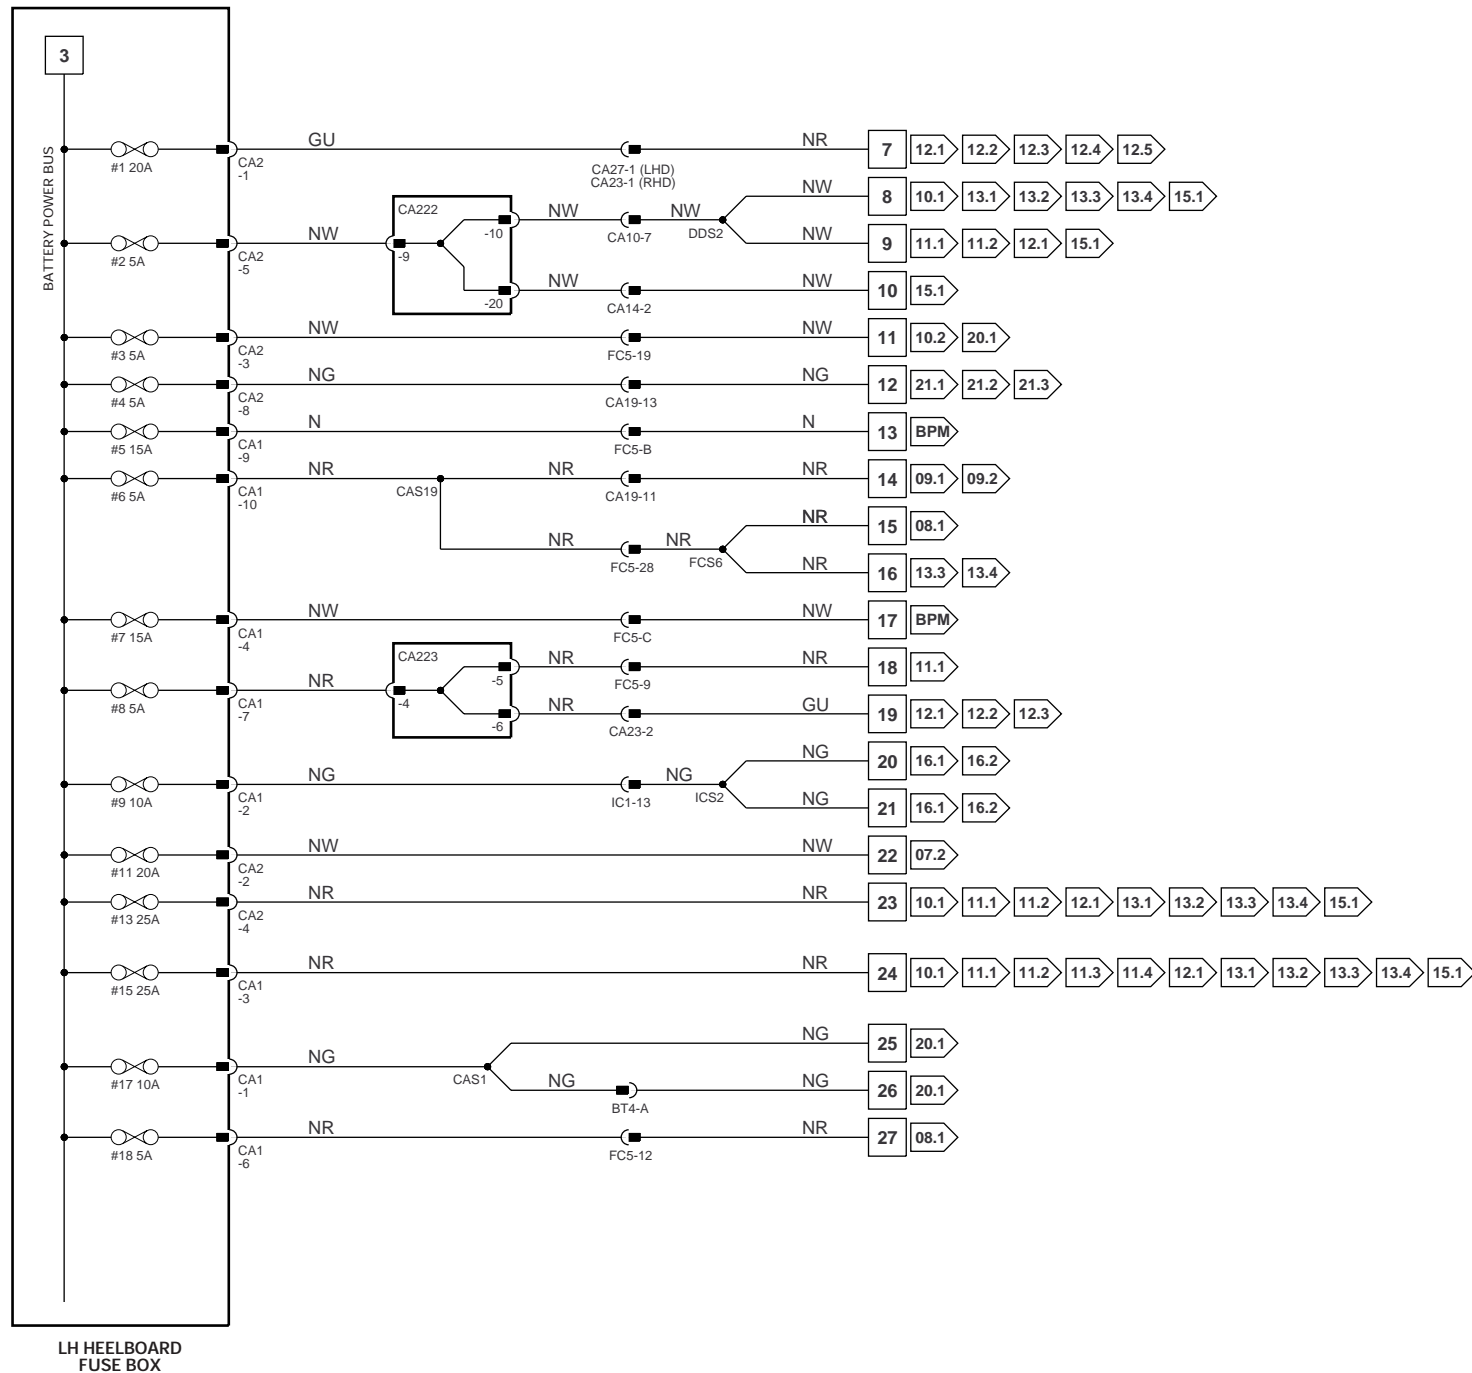 3
BATTERY POWER BUS
#1 20A
CA2
-1
GU
CA27-1 (LHD)
CA23-1 (RHD)
NR
7 12.1 12.2 12.3 12.4 12.5
#2 5A
CA2
-5
NW
CA222
-9
-10
-20
NW
CA10-7
NW
DDS2
NW
8 10.1 13.1 13.2 13.3 13.4 15.1
NW
9 11.1 11.2 12.1 15.1
NW
CA14-2
NW
10 15.1
#3 5A
CA2
-3
NW
FC5-19
NW
11 10.2 20.1
#4 5A
CA2
-8
NG
CA19-13
NG
12 21.1 21.2 21.3
#5 15A
CA1
-9
N
FC5-B
N
13 BPM
#6 5A
CA1
-10
NR
CAS19
NR
CA19-11
NR
14 09.1 09.2
NR
FC5-28
NR
FCS6
NR
15 08.1
NR
16 13.3 13.4
#7 15A
CA1
-4
NW
FC5-C
NW
17 BPM
#8 5A
CA1
-7
NR
CA223
-4
-5
-6
NR
FC5-9
NR
18 11.1
NR
CA23-2
GU
19 12.1 12.2 12.3
#9 10A
CA1
-2
NG
IC1-13
NG
ICS2
NG
20 16.1 16.2
NG
21 16.1 16.2
#11 20A
CA2
-2
NW
NW
22 07.2
#13 25A
CA2
-4
NR
NR
23 10.1 11.1 11.2 12.1 13.1 13.2 13.3 13.4 15.1
#15 25A
CA1
-3
NR
NR
24 10.1 11.1 11.2 11.3 11.4 12.1 13.1 13.2 13.3 13.4 15.1
#17 10A
CA1
-1
NG
CAS1
NG
25 20.1
NG
BT4-A
NG
26 20.1
#18 5A
CA1
-6
NR
FC5-12
NR
27 08.1
LH HEELBOARD
FUSE BOX